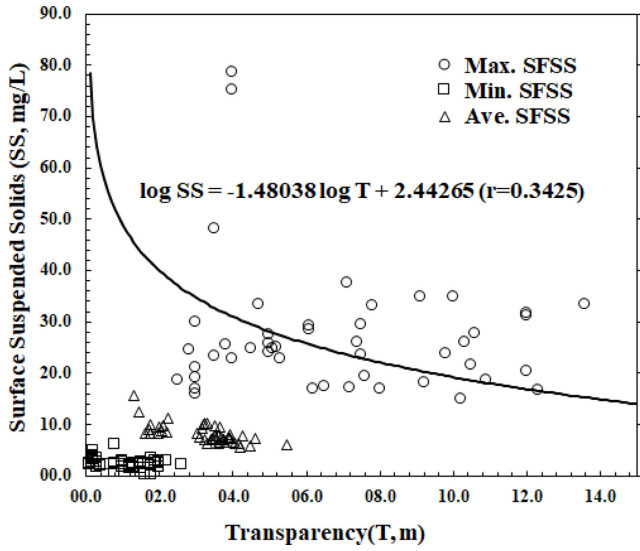 90.0
80.0
70.0
60.0
50.0
40.0
30.0
20.0
10.0
00.0
00.0 02.0 04.0 06.0 08.0 10.0 12.0 14.0
Surface Suspended Solids (SS, mg/L)
Transparency(T, m)
Max. SFSS
Min. SFSS
Ave. SFSS
log SS = -1.48038 log T + 2.44265 (r=0.3425)